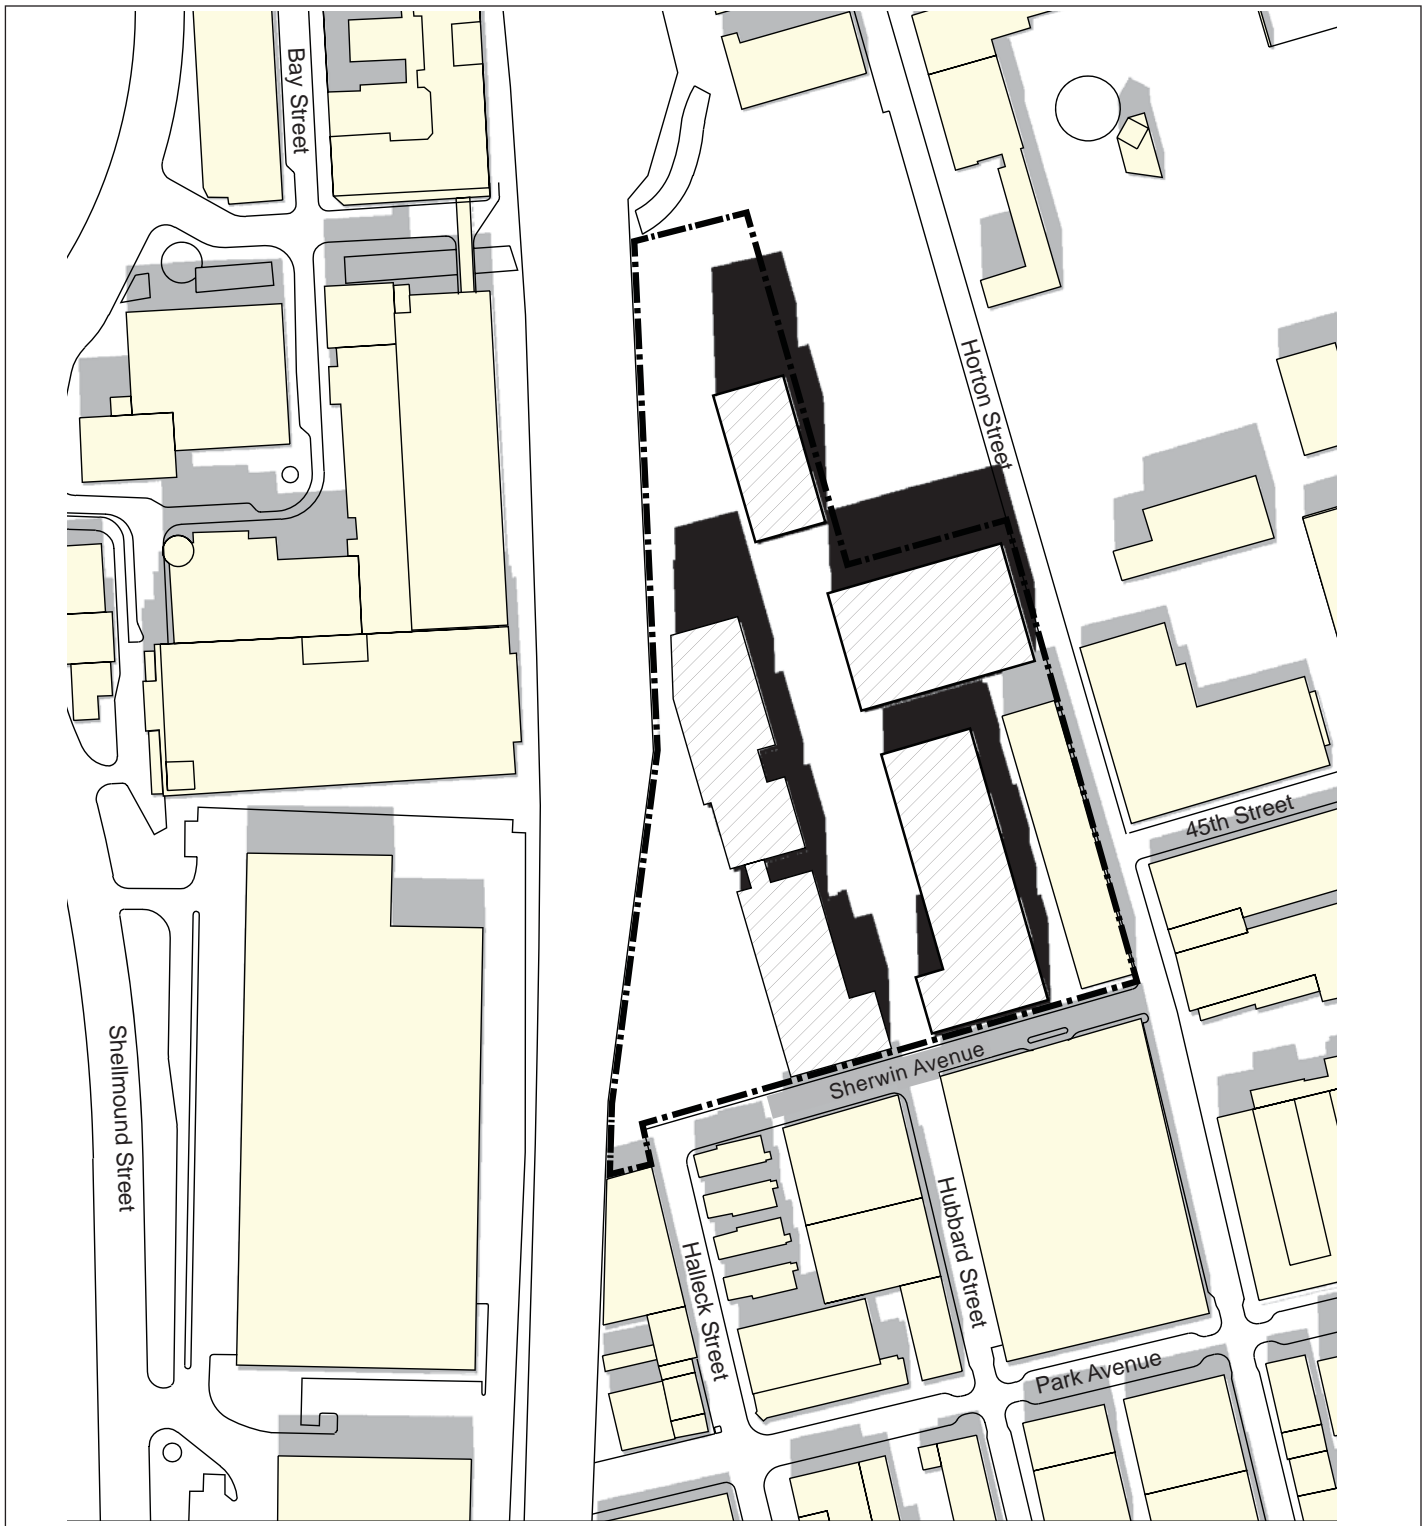 Bay Street
Horton Street
45th Street
Shellmound Street
Sherwin Avenue
Hubbard Street
Halleck Street
Park Avenue